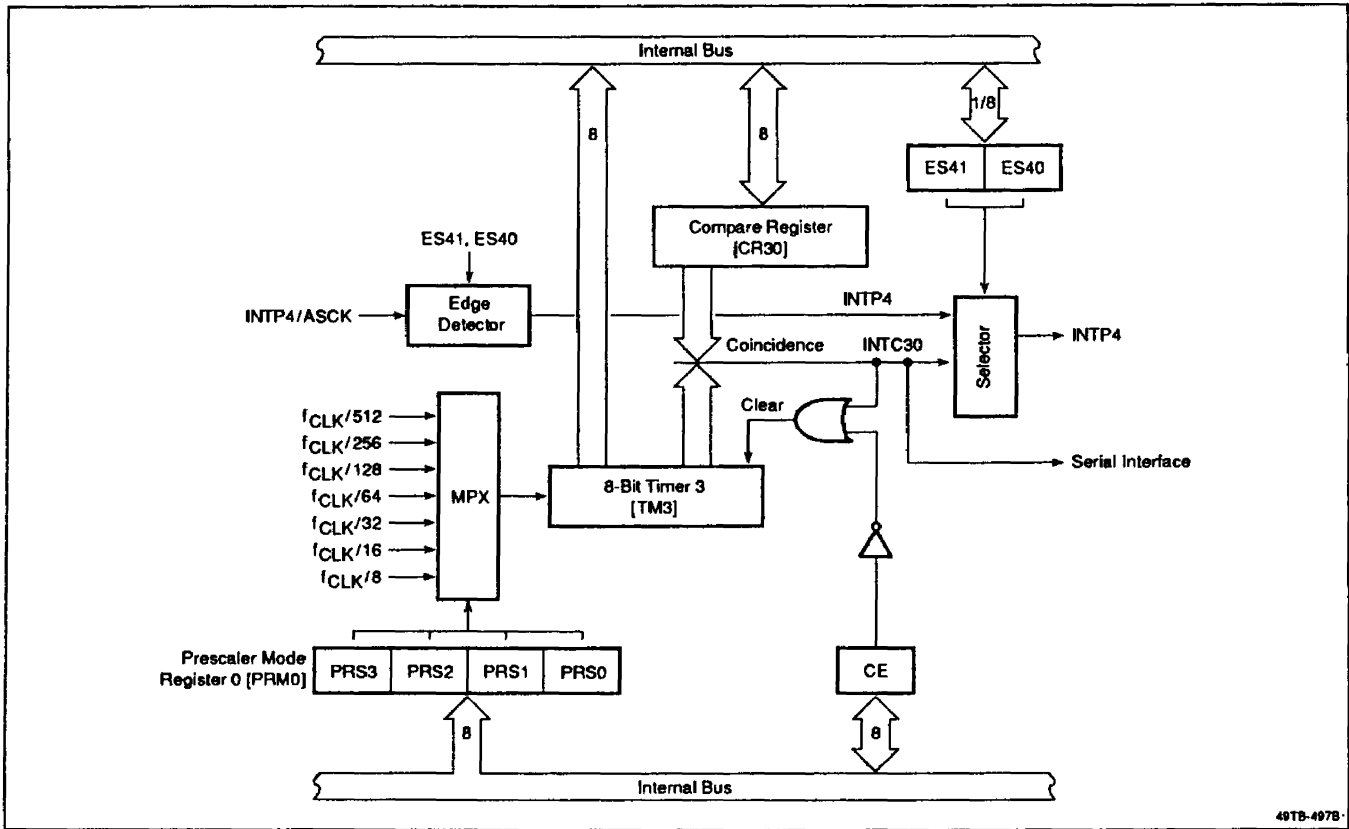 Internal Bus
8
8
1/8
ES41 ES40
Compare Register
[CR30]
ES41, ES40
INTP4/ASCK
Edge
Detector
INTP4
Selector
INTP4
Coincidence
INTC30
Clear
Serial Interface
fCLK/512
fCLK/256
fCLK/128
fCLK/64
fCLK/32
fCLK/16
fCLK/8
MPX
8-Bit Timer 3
[TM3]
Prescaler Mode
Register 0 [PRM0]
PRS3 PRS2 PRS1 PRS0
CE
8
8
Internal Bus
49TB-497B